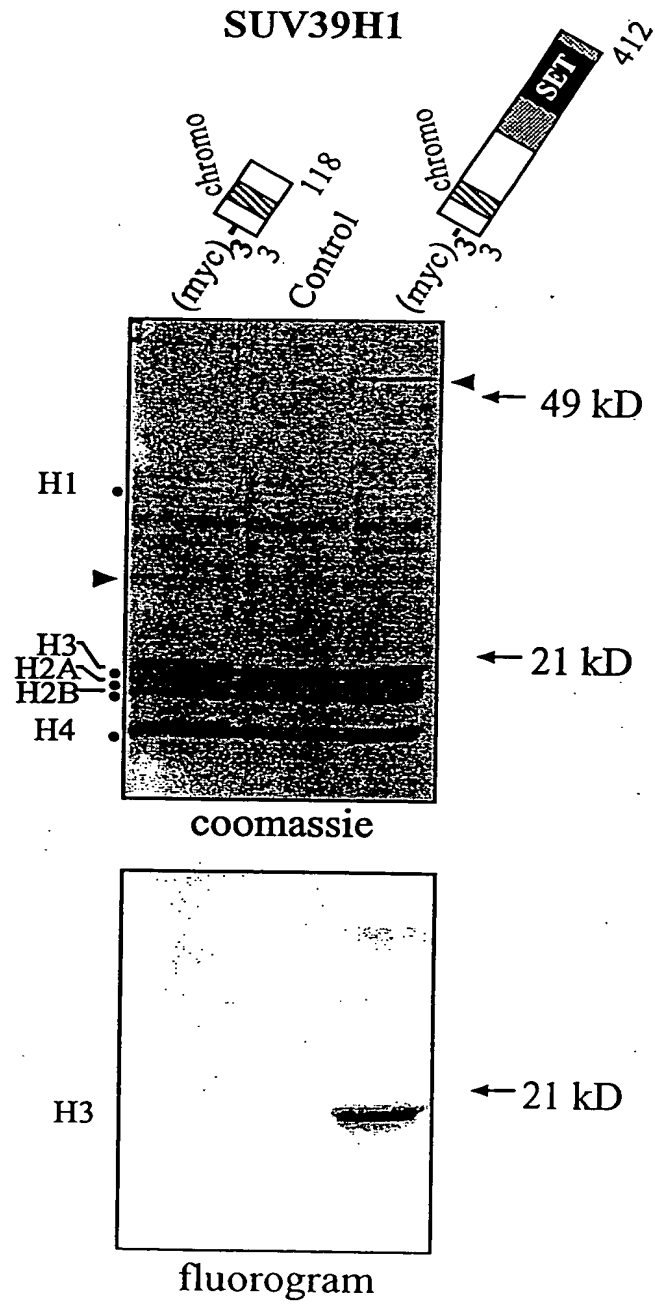 SUV39H1
412
SET
chromo
chromo
118
(myc)3
3
Control
(myc)3
3
49 kD
H1
H3
H2A
H2B
H4
21 kD
coomassie
21 kD
H3
fluorogram